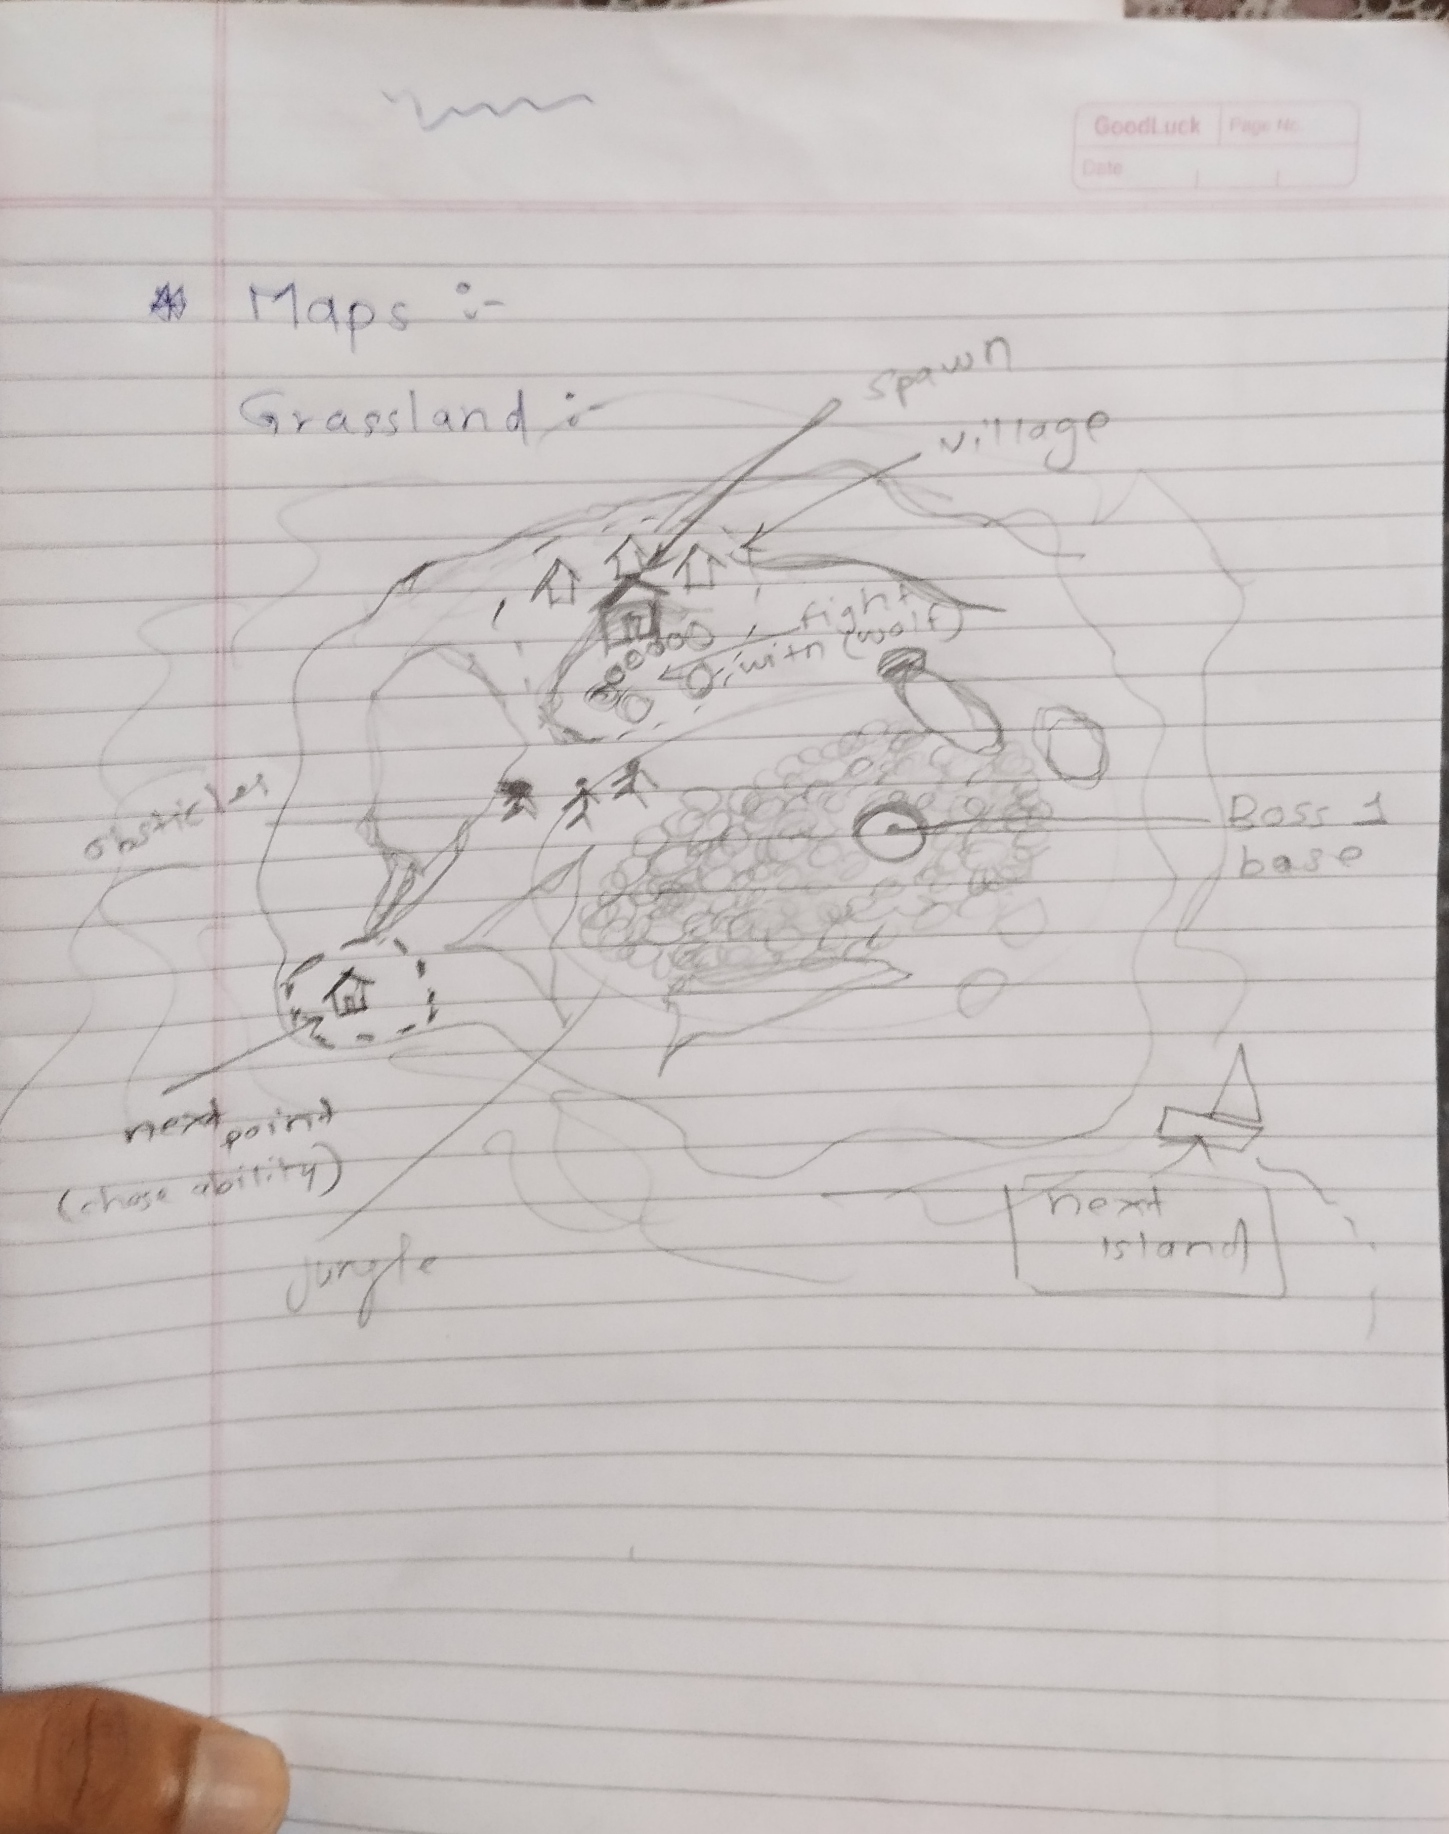 GoodLuck
Page No.
Date
Maps :-
Grassland :-
spawn
village
fight
with (wolf)
obsticles
Boss 1
base
next point
(chose ability)
jungle
next
island